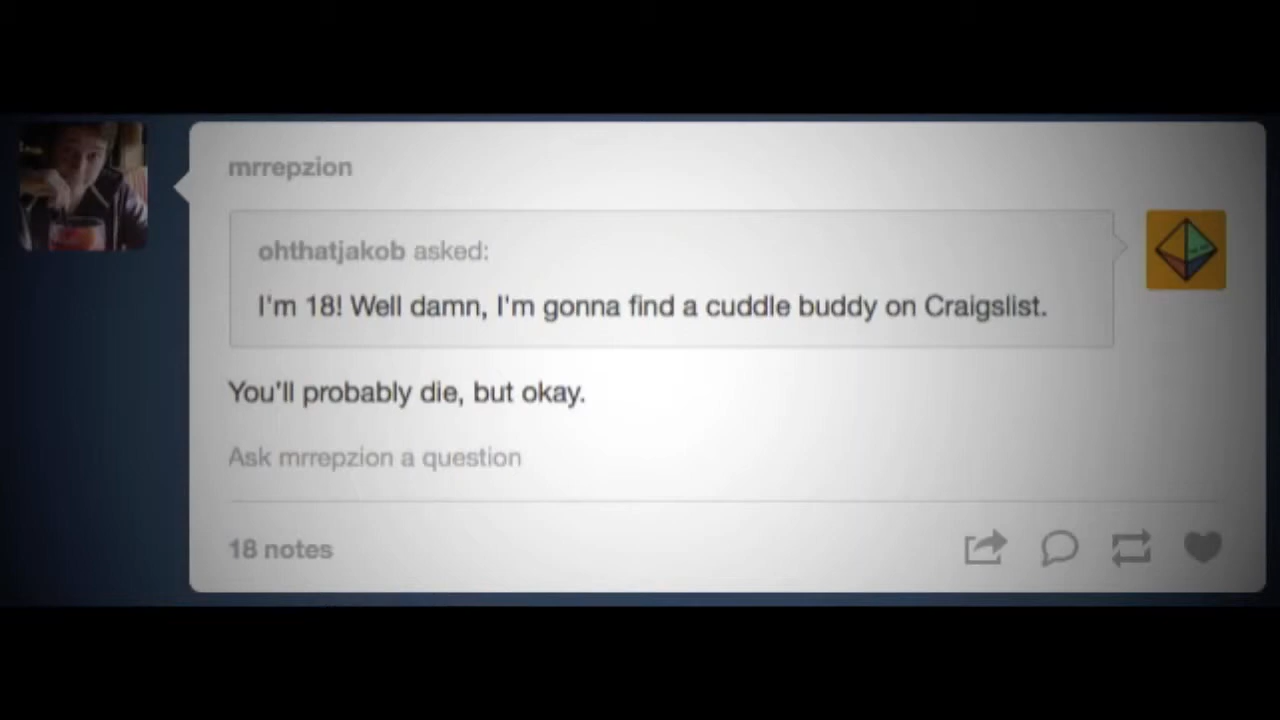 mrrepzion
ohthatjakob asked:
I'm 18! Well damn, I'm gonna find a cuddle buddy on Craigslist.
You'll probably die, but okay.
Ask mrrepzion a question
18 notes